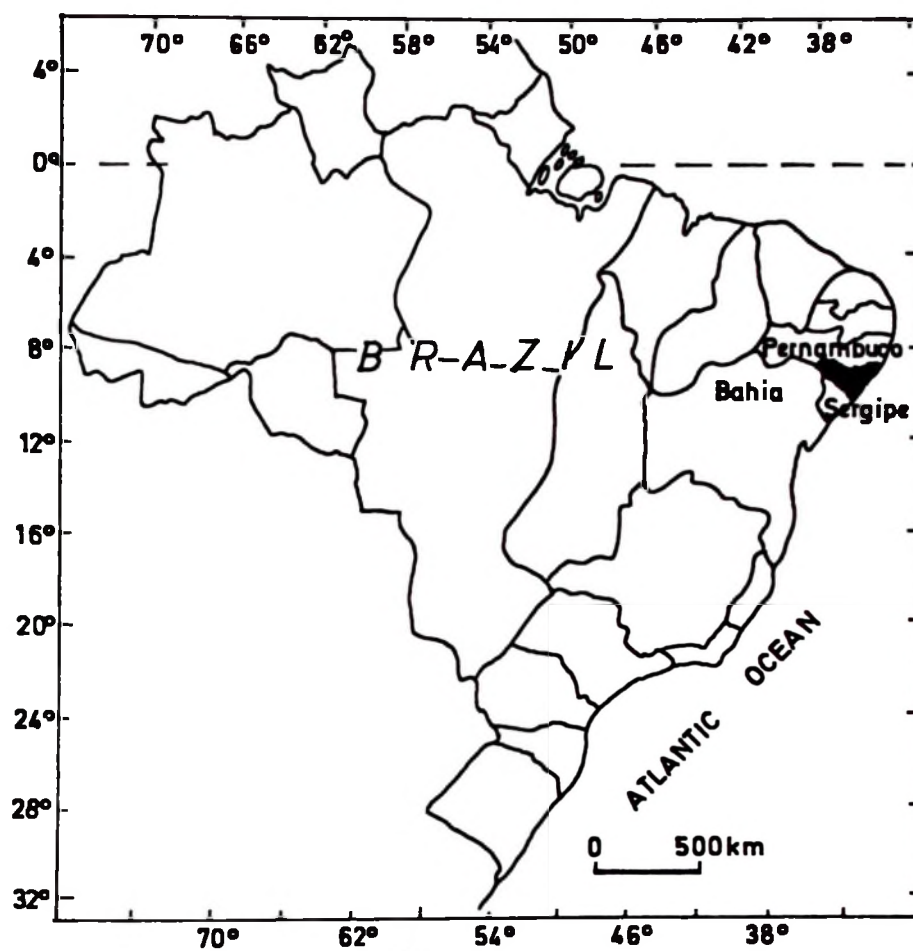 70° 66° 62° 58° 54° 50° 46° 42° 38°
4°
0°
4°
8°
B R-A-Z-I L
Pernambuco
Bahia
Sergipe
12°
16°
20°
24°
28°
32°
ATLANTIC OCEAN
0 500km
70° 62° 54° 46° 38°